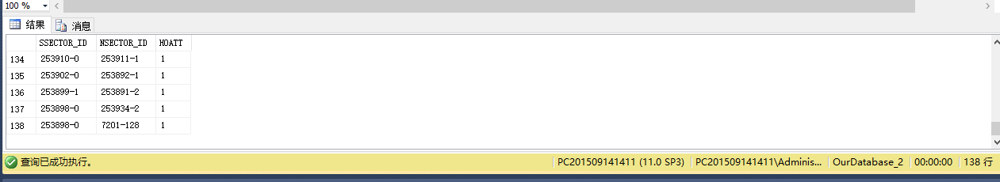 100 %
结果 消息
SSECTOR_ID NSECTOR_ID HOATT
134 253910-0 253911-1 1
135 253902-0 253892-1 1
136 253899-1 253891-2 1
137 253898-0 253934-2 1
138 253898-0 7201-128 1
查询已成功执行。 PC201509141411 (11.0 SP3) PC201509141411\Adminis... OurDatabase_2 00:00:00 138 行